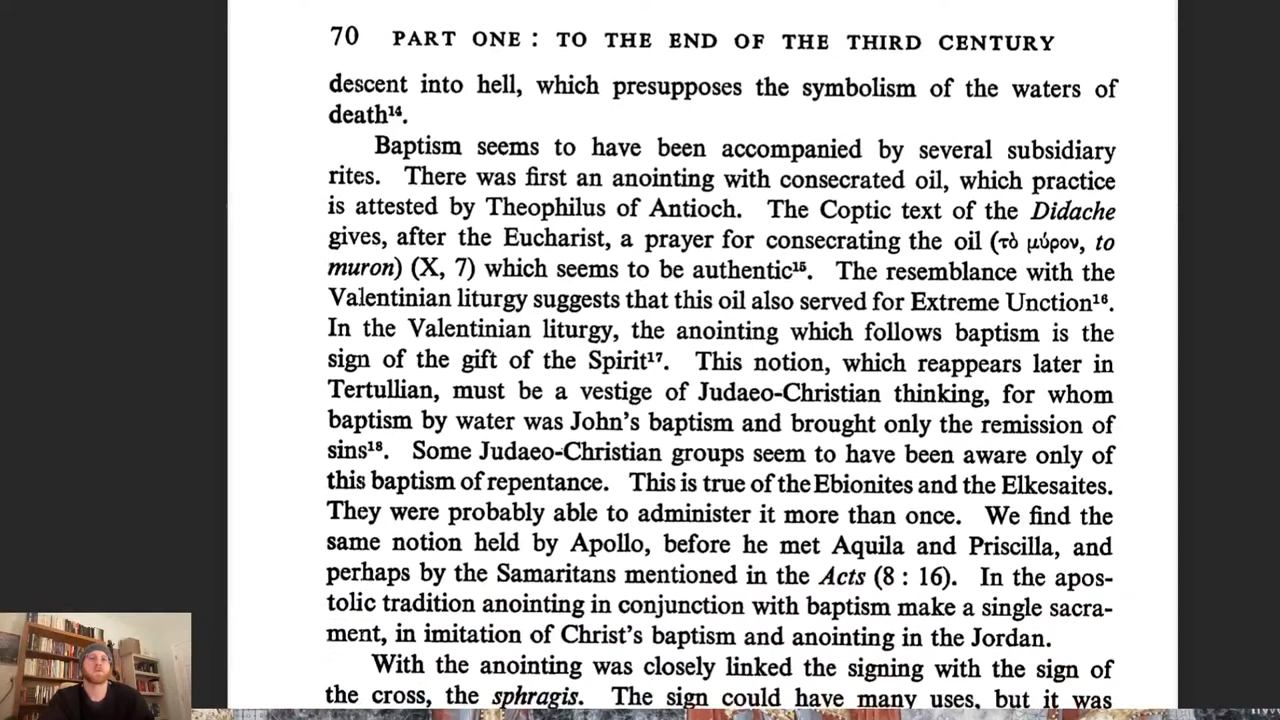 70 PART ONE : TO THE END OF THE THIRD CENTURY
descent into hell, which presupposes the symbolism of the waters of
death¹⁴.
Baptism seems to have been accompanied by several subsidiary
rites. There was first an anointing with consecrated oil, which practice
is attested by Theophilus of Antioch. The Coptic text of the Didache
gives, after the Eucharist, a prayer for consecrating the oil (τὸ μύρον, to
muron) (X, 7) which seems to be authentic¹⁵. The resemblance with the
Valentinian liturgy suggests that this oil also served for Extreme Unction¹⁶.
In the Valentinian liturgy, the anointing which follows baptism is the
sign of the gift of the Spirit¹⁷. This notion, which reappears later in
Tertullian, must be a vestige of Judaeo-Christian thinking, for whom
baptism by water was John's baptism and brought only the remission of
sins¹⁸. Some Judaeo-Christian groups seem to have been aware only of
this baptism of repentance. This is true of the Ebionites and the Elkesaites.
They were probably able to administer it more than once. We find the
same notion held by Apollo, before he met Aquila and Priscilla, and
perhaps by the Samaritans mentioned in the Acts (8 : 16). In the apos-
tolic tradition anointing in conjunction with baptism make a single sacra-
ment, in imitation of Christ's baptism and anointing in the Jordan.
With the anointing was closely linked the signing with the sign of
the cross, the sphragis. The sign could have many uses, but it was